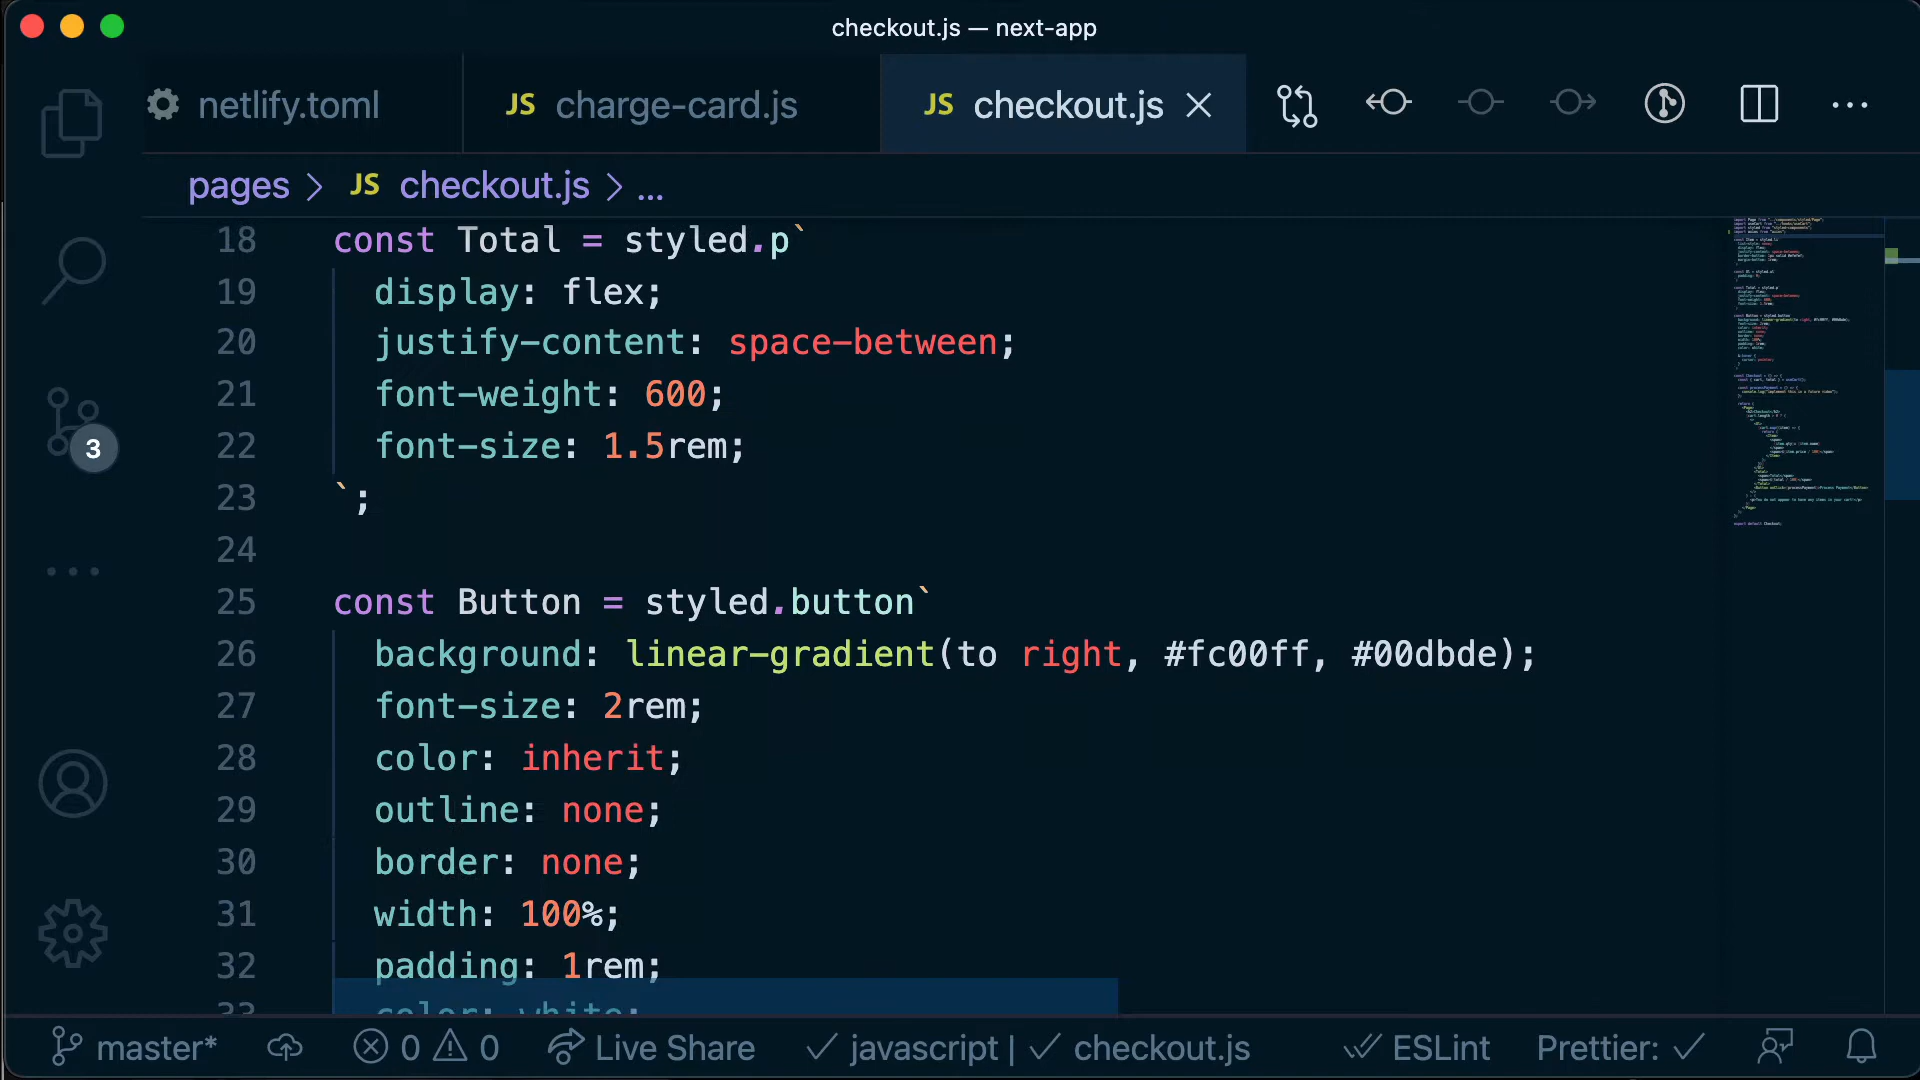 checkout.js — next-app
netlify.toml
JS charge-card.js
JS checkout.js
pages > JS checkout.js > ...
18 const Total = styled.p`
19 display: flex;
20 justify-content: space-between;
21 font-weight: 600;
22 font-size: 1.5rem;
23 `;
24
25 const Button = styled.button`
26 background: linear-gradient(to right, #fc00ff, #00dbde);
27 font-size: 2rem;
28 color: inherit;
29 outline: none;
30 border: none;
31 width: 100%;
32 padding: 1rem;
33 color: white;
3
master* 0 0 Live Share javascript | checkout.js ESLint Prettier: